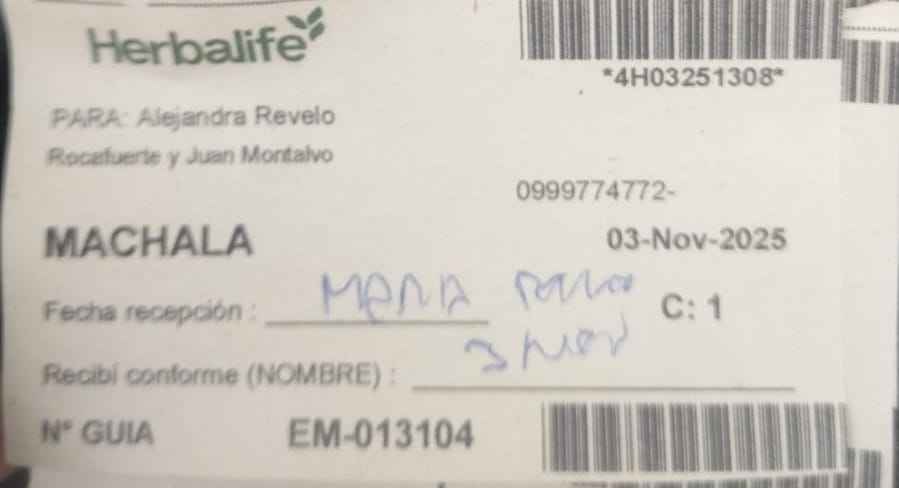 Herbalife
*4H03251308*
PARA: Alejandra Revelo
Rocafuerte y Juan Montalvo
0999774772-
MACHALA 03-Nov-2025
Fecha recepción : C: 1
Recibí conforme (NOMBRE) :
N° GUIA EM-013104